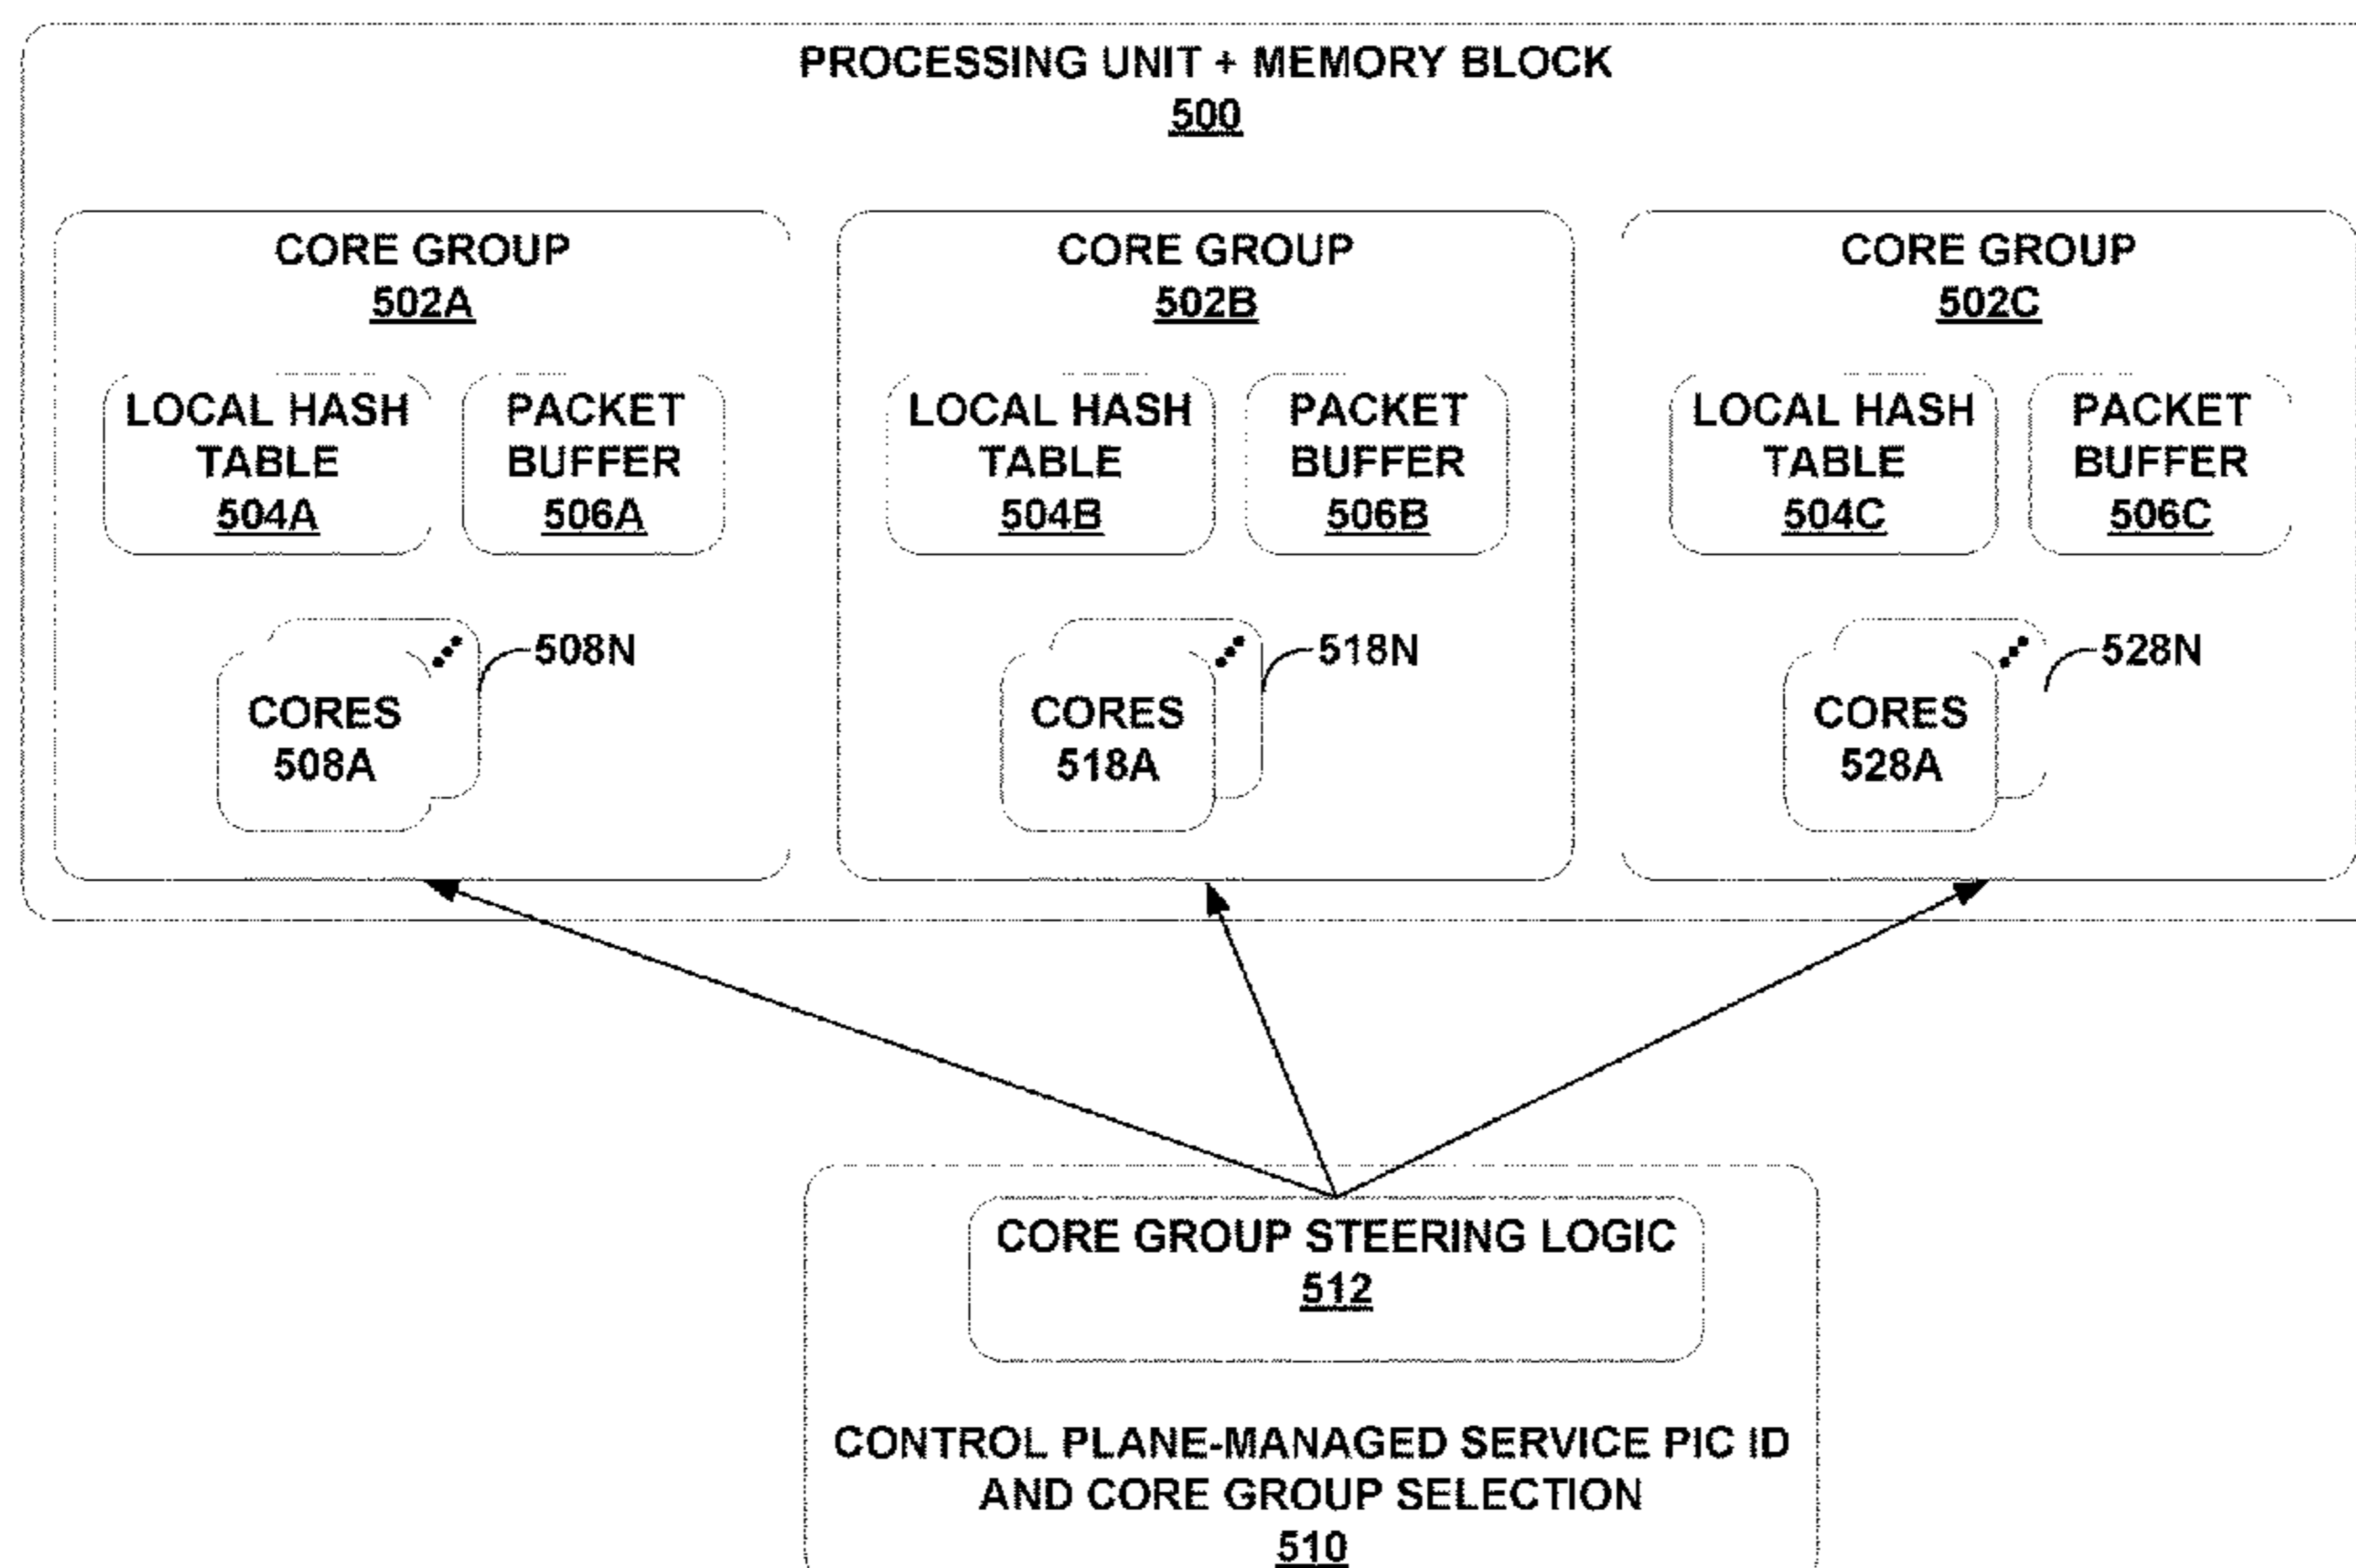 PROCESSING UNIT + MEMORY BLOCK
500
CORE GROUP
502A
LOCAL HASH
TABLE
504A
PACKET
BUFFER
506A
508N
CORES
508A
CORE GROUP
502B
LOCAL HASH
TABLE
504B
PACKET
BUFFER
506B
518N
CORES
518A
CORE GROUP
502C
LOCAL HASH
TABLE
504C
PACKET
BUFFER
506C
528N
CORES
528A
CORE GROUP STEERING LOGIC
512
CONTROL PLANE-MANAGED SERVICE PIC ID
AND CORE GROUP SELECTION
510